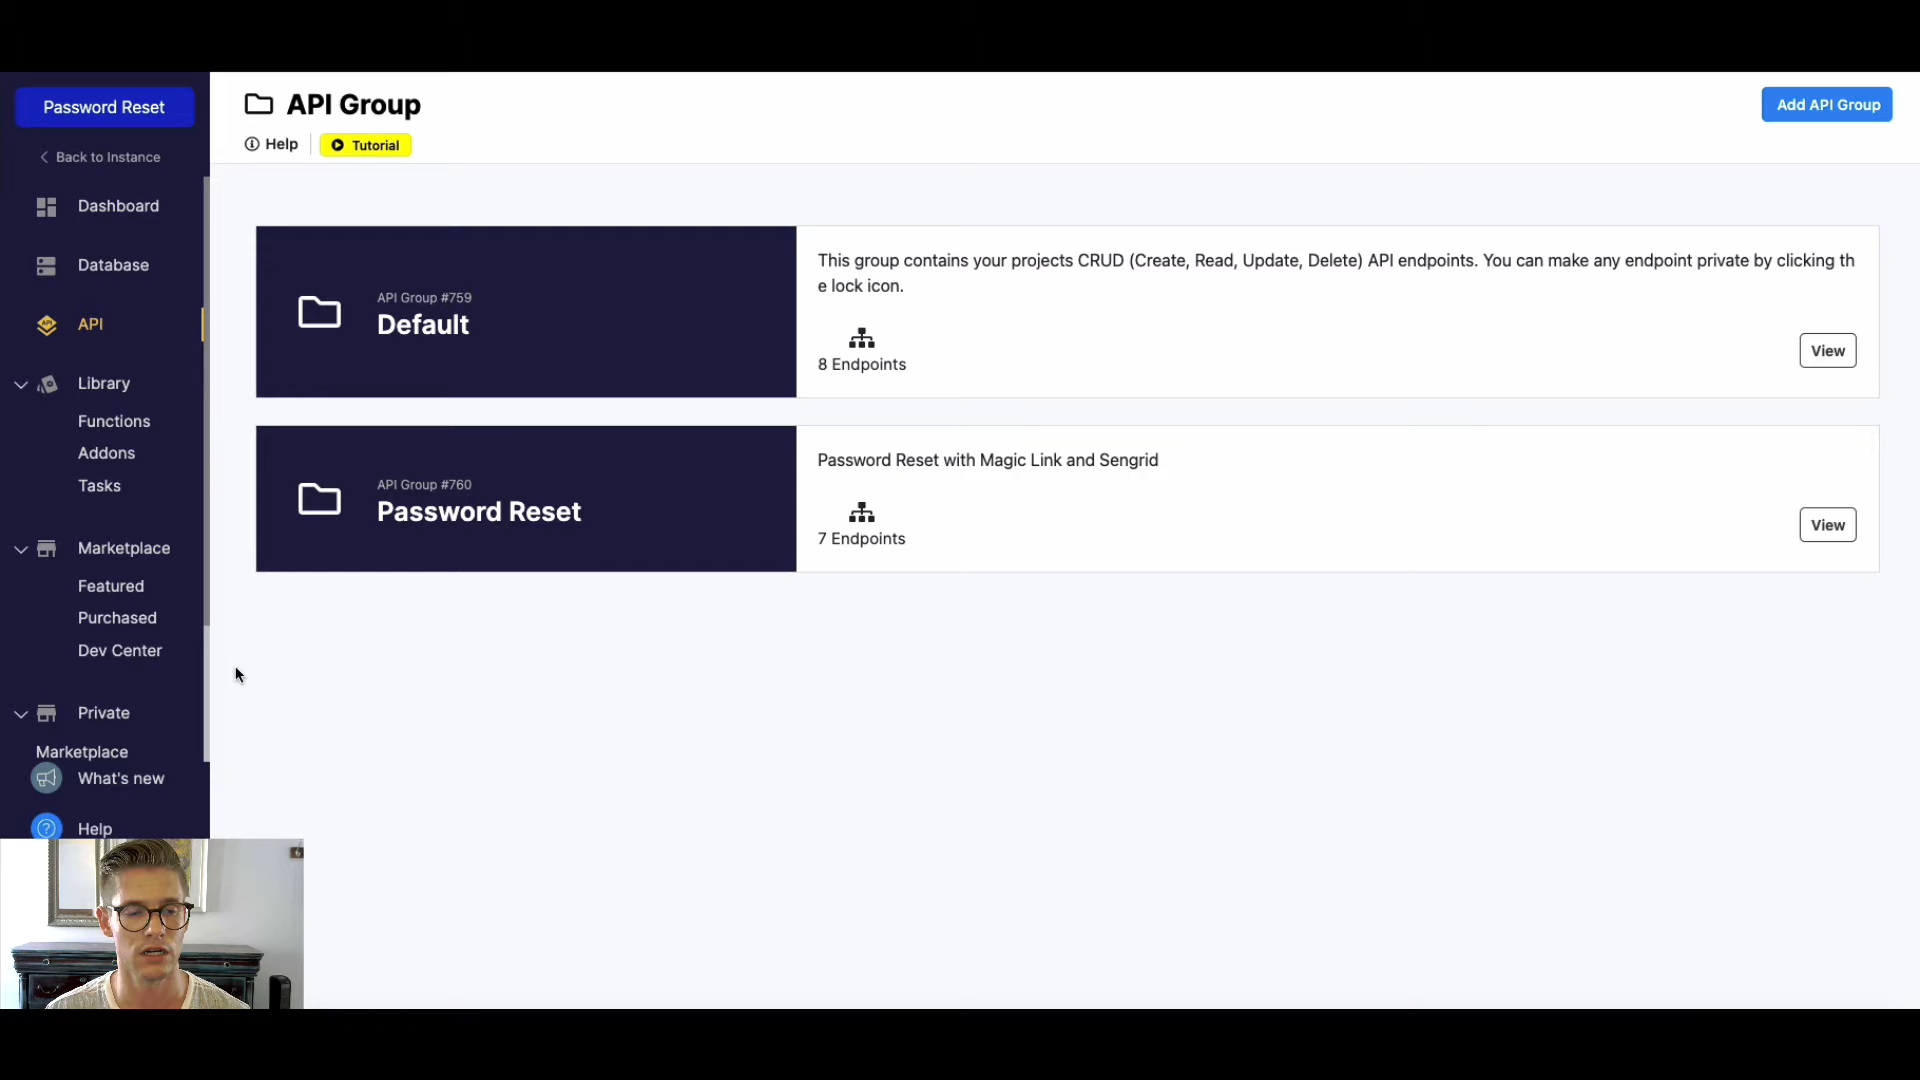 Password Reset
Back to Instance
Dashboard
Database
API
Library
Functions
Addons
Tasks
Marketplace
Featured
Purchased
Dev Center
Private
Marketplace
What's new
Help
API Group
Help
Tutorial
Add API Group
API Group #759
Default
This group contains your projects CRUD (Create, Read, Update, Delete) API endpoints. You can make any endpoint private by clicking th
e lock icon.
8 Endpoints
View
API Group #760
Password Reset
Password Reset with Magic Link and Sengrid
7 Endpoints
View